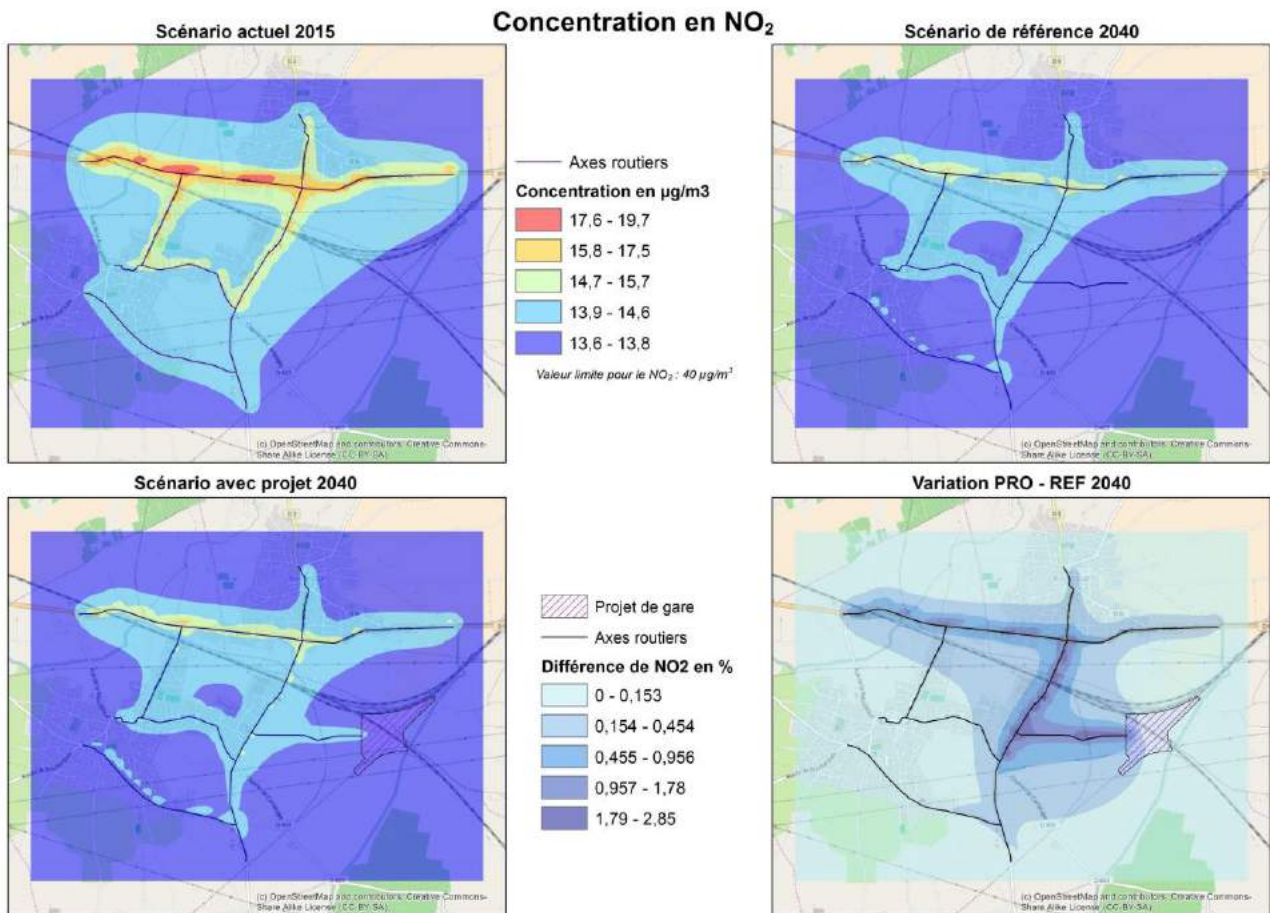 Concentration en NO₂
Scénario actuel 2015
Scénario de référence 2040
Axes routiers
Concentration en µg/m3
17,6 - 19,7
15,8 - 17,5
14,7 - 15,7
13,9 - 14,6
13,6 - 13,8
Valeur limite pour le NO₂ : 40 µg/m³
(c) OpenStreetMap and contributors, Creative Commons-
Share Alike License (CC-BY-SA)
(c) OpenStreetMap and contributors, Creative Commons-
Share Alike License (CC-BY-SA)
Scénario avec projet 2040
Variation PRO - REF 2040
Projet de gare
Axes routiers
Différence de NO2 en %
0 - 0,153
0,154 - 0,454
0,455 - 0,956
0,957 - 1,78
1,79 - 2,85
(c) OpenStreetMap and contributors, Creative Commons-
Share Alike License (CC-BY-SA)
(c) OpenStreetMap and contributors, Creative Commons-
Share Alike License (CC-BY-SA)